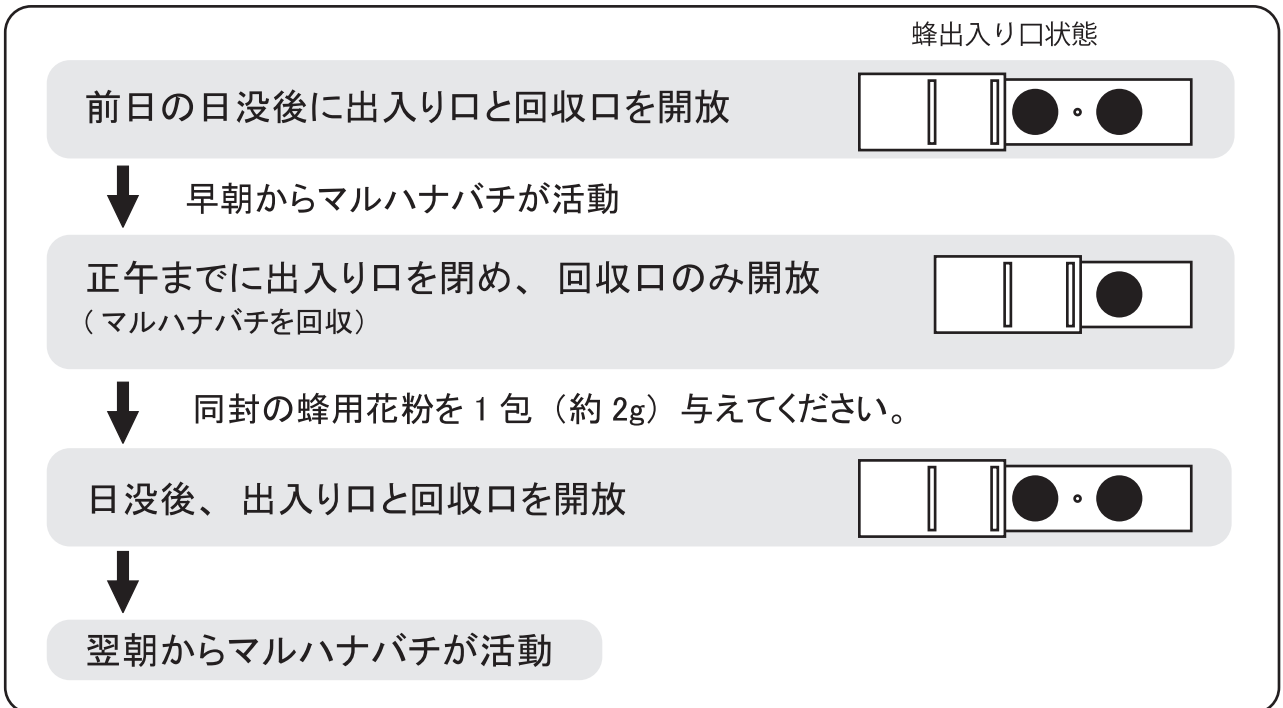 蜂出入り口状態
前日の日没後に出入り口と回収口を開放
早朝からマルハナバチが活動
正午までに出入り口を閉め、回収口のみ開放
（マルハナバチを回収）
同封の蜂用花粉を1包（約2g）与えてください。
日没後、出入り口と回収口を開放
翌朝からマルハナバチが活動